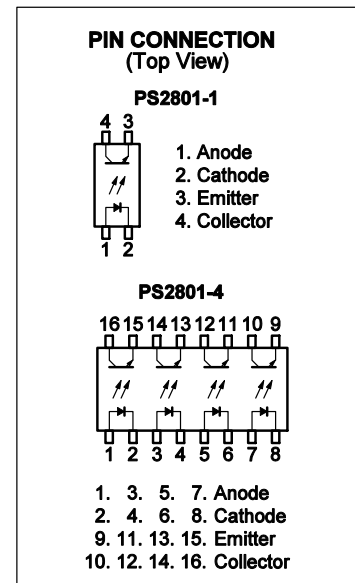 PIN CONNECTION
(Top View)
PS2801-1
4 3
1. Anode
2. Cathode
3. Emitter
4. Collector
1 2
PS2801-4
16 15 14 13 12 11 10 9
1 2 3 4 5 6 7 8
1. 3. 5. 7. Anode
2. 4. 6. 8. Cathode
9. 11. 13. 15. Emitter
10. 12. 14. 16. Collector